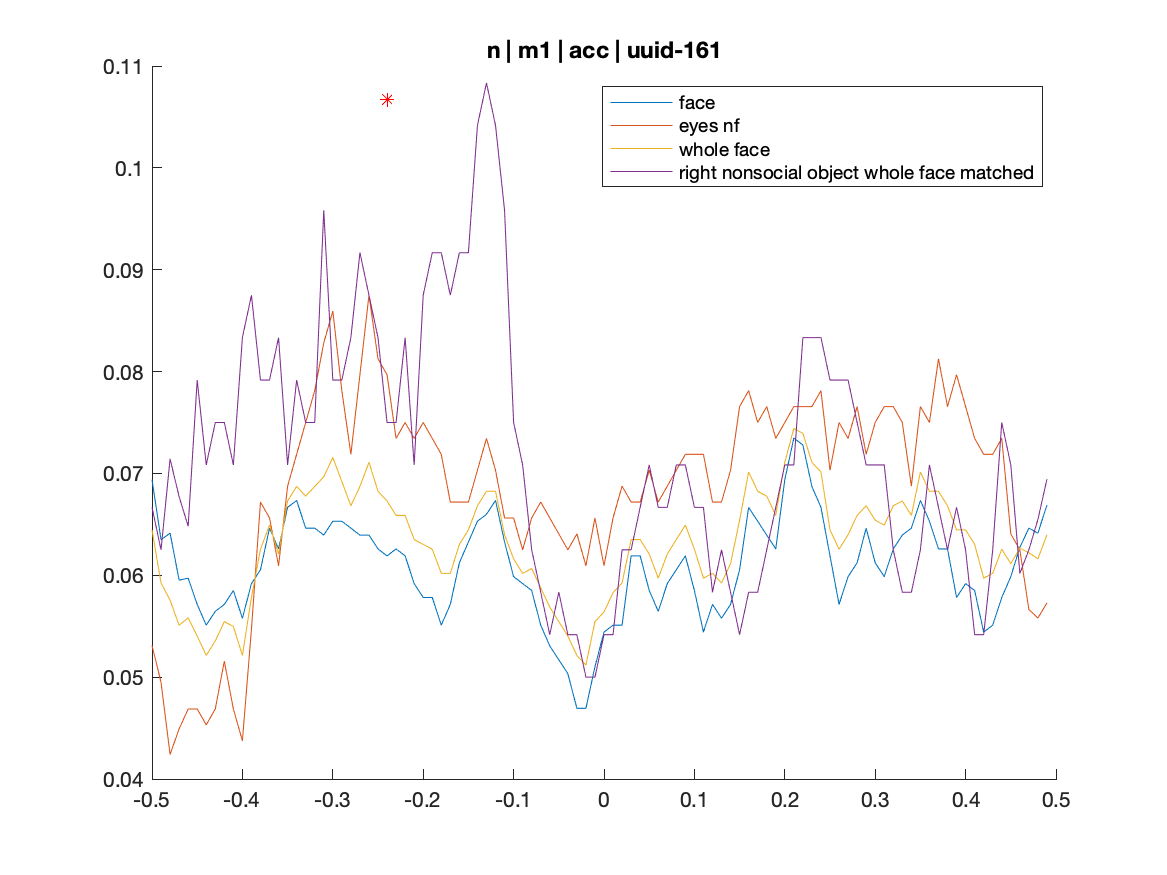 n | m1 | acc | uuid-161
0.11
0.1
0.09
0.08
0.07
0.06
0.05
0.04
face
eyes nf
whole face
right nonsocial object whole face matched
-0.5 -0.4 -0.3 -0.2 -0.1 0 0.1 0.2 0.3 0.4 0.5